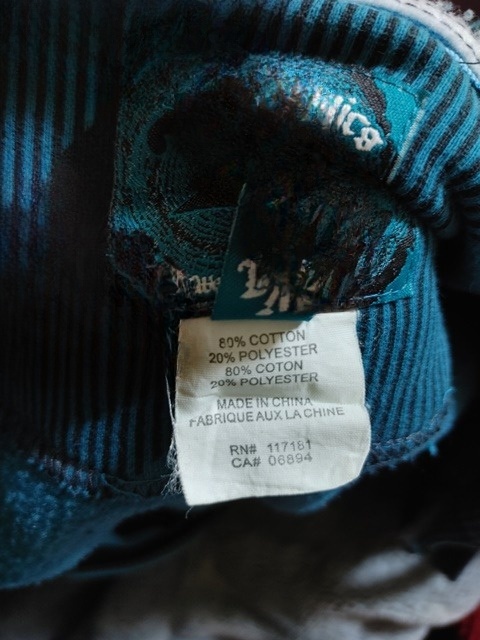 80% COTTON
20% POLYESTER
80% COTON
20% POLYESTER
MADE IN CHINA
FABRIQUE AUX LA CHINE
RN# 117181
CA# 06894